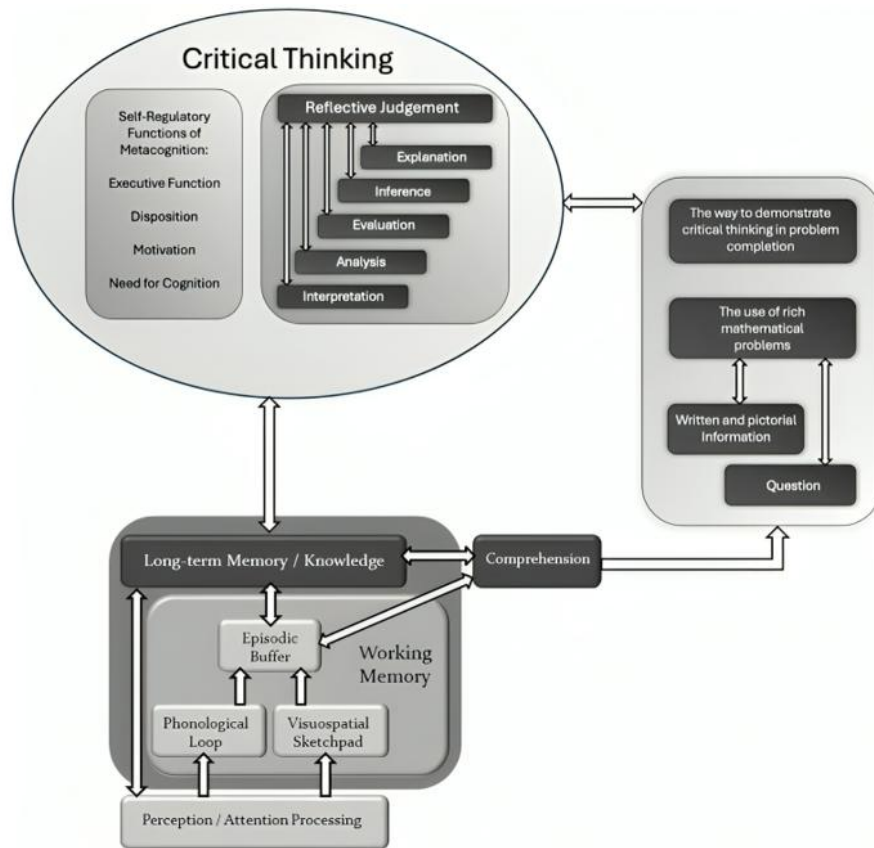 Critical Thinking
Self-Regulatory
Functions of
Metacognition:
Executive Function
Disposition
Motivation
Need for Cognition
Reflective Judgement
Explanation
Inference
Evaluation
Analysis
Interpretation
The way to demonstrate
critical thinking in problem
completion
The use of rich
mathematical
problems
Written and pictorial
Information
Question
Long-term Memory / Knowledge
Comprehension
Episodic
Buffer
Working
Memory
Phonological
Loop
Visuospatial
Sketchpad
Perception / Attention Processing